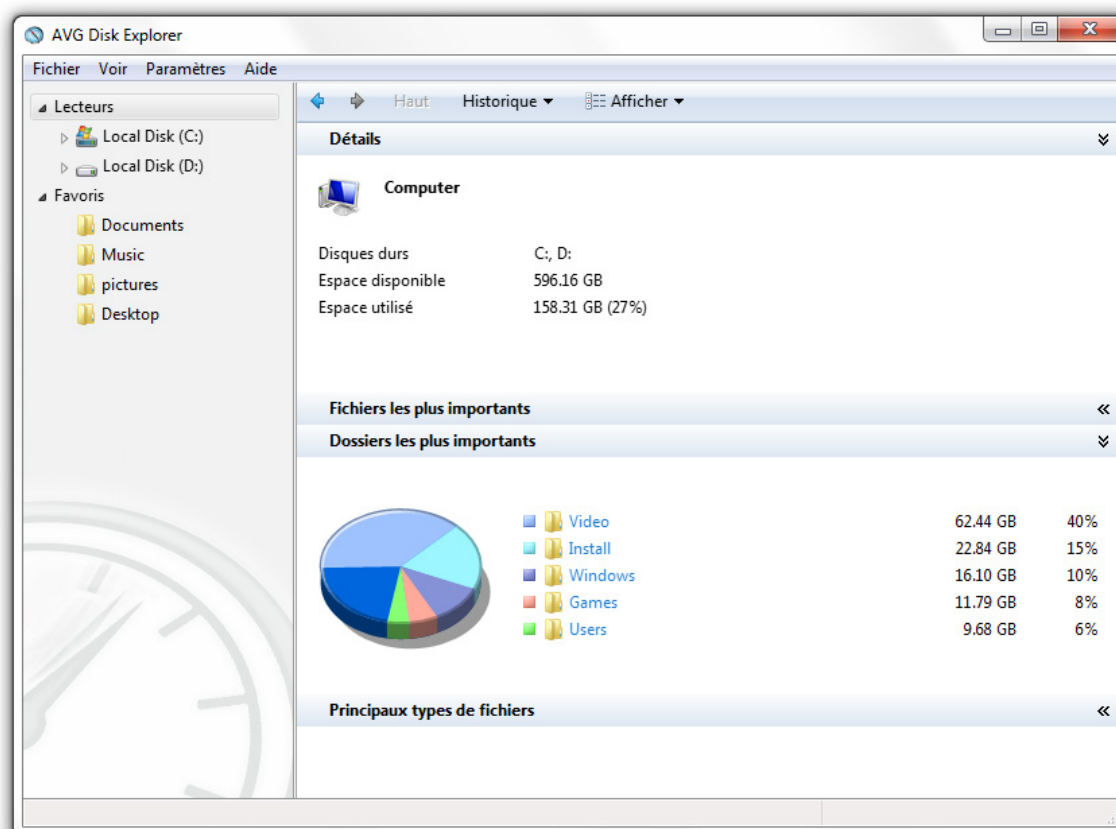 AVG Disk Explorer
Fichier Voir Paramètres Aide
Lecteurs
Local Disk (C:)
Local Disk (D:)
Favoris
Documents
Music
pictures
Desktop
Haut Historique Afficher
Détails
Computer
Disques durs C:, D:
Espace disponible 596.16 GB
Espace utilisé 158.31 GB (27%)
Fichiers les plus importants
Dossiers les plus importants
Video 62.44 GB 40%
Install 22.84 GB 15%
Windows 16.10 GB 10%
Games 11.79 GB 8%
Users 9.68 GB 6%
Principaux types de fichiers